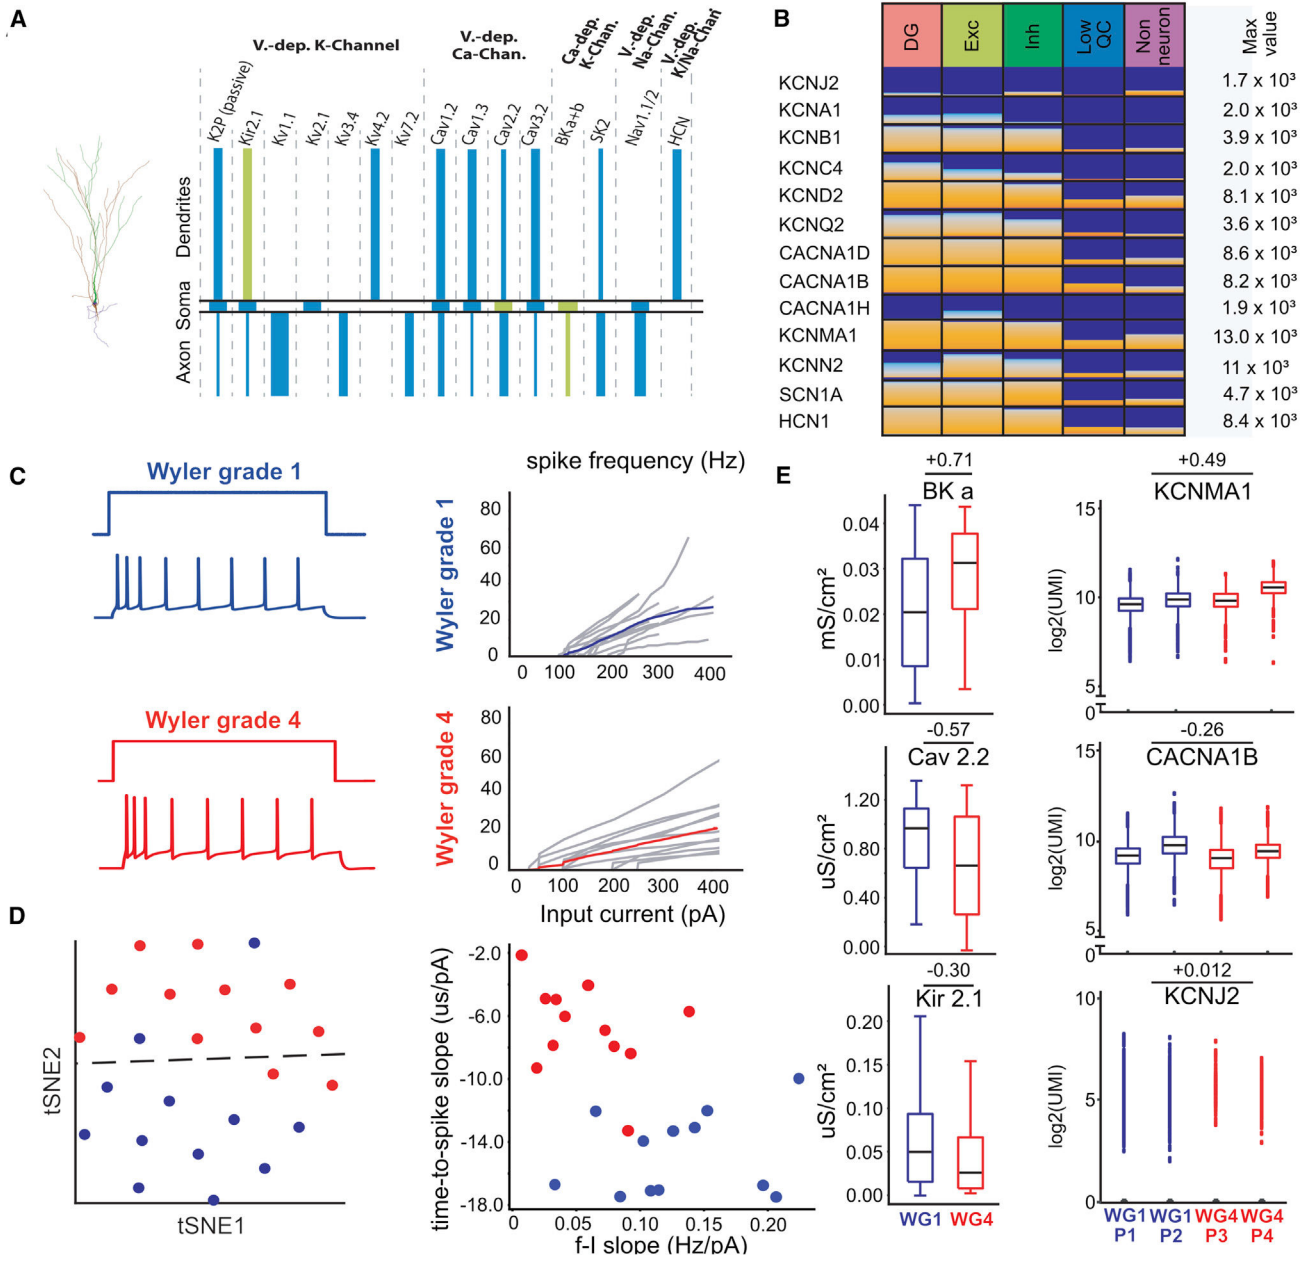 A
V.-dep. K-Channel
V.-dep.
Ca-Chan.
Ca-dep.
K-Chan.
V.-dep.
Na-Chan.
V.-dep.
K/Na-Chan
K2P (passive)
Kir2.1
Kv1.1
Kv2.1
Kv3.4
Kv4.2
Kv7.2
Cav1.2
Cav1.3
Cav2.2
Cav3.2
BK a+b
SK2
Nav1.1/2
HCN
Dendrites
Soma
Axon
B
DG
Exc
Inh
Low
QC
Non
neuron
Max
value
KCNJ2 1.7 x 10³
KCNA1 2.0 x 10³
KCNB1 3.9 x 10³
KCNC4 2.0 x 10³
KCND2 8.1 x 10³
KCNQ2 3.6 x 10³
CACNA1D 8.6 x 10³
CACNA1B 8.2 x 10³
CACNA1H 1.9 x 10³
KCNMA1 13.0 x 10³
KCNN2 11 x 10³
SCN1A 4.7 x 10³
HCN1 8.4 x 10³
C
Wyler grade 1
spike frequency (Hz)
Wyler grade 1
80
60
40
20
0
0 100 200 300 400
Wyler grade 4
Wyler grade 4
80
60
40
20
0
0 100 200 300 400
Input current (pA)
D
tSNE2
tSNE1
time-to-spike slope (us/pA)
-2.0
-6.0
-10.0
-14.0
-18.0
0 0.05 0.10 0.15 0.20
f-I slope (Hz/pA)
E
+0.71
BK a
mS/cm²
0.04
0.03
0.02
0.01
0.00
+0.49
KCNMA1
log2(UMI)
15
10
5
0
-0.57
Cav 2.2
uS/cm²
1.20
0.80
0.40
0.00
-0.26
CACNA1B
log2(UMI)
15
10
5
0
-0.30
Kir 2.1
uS/cm²
0.20
0.15
0.10
0.05
0.00
WG1 WG4
+0.012
KCNJ2
log2(UMI)
10
5
0
WG1 WG1 WG4 WG4
P1 P2 P3 P4